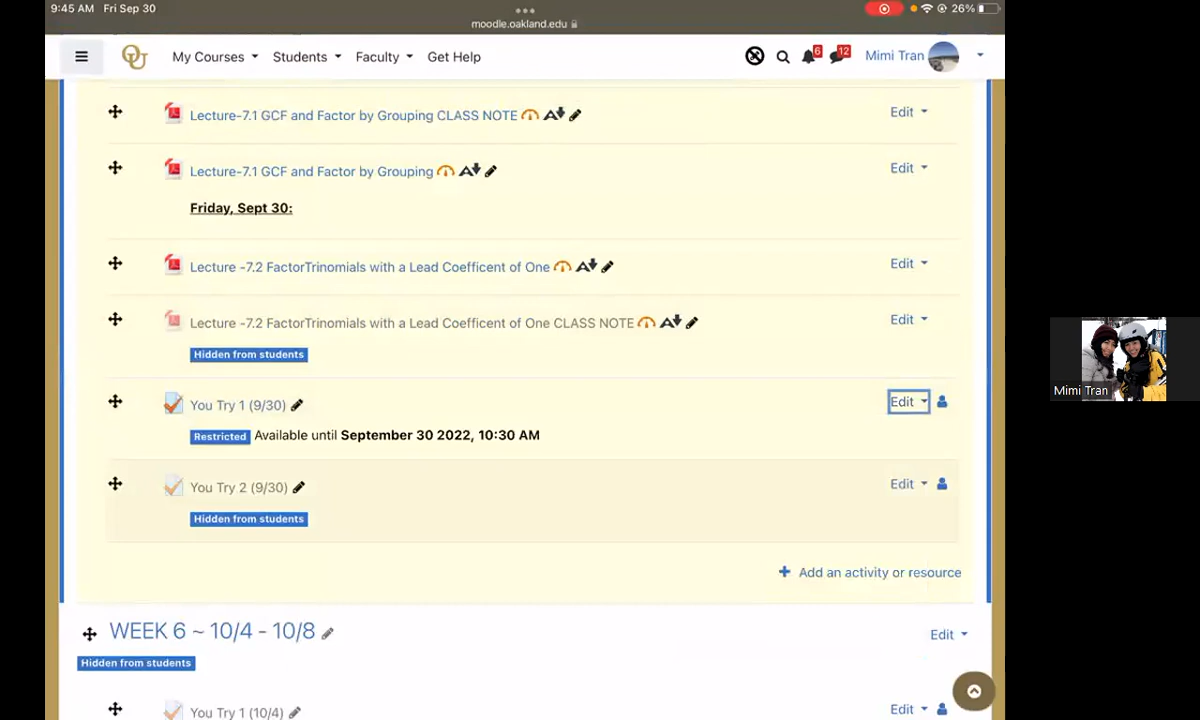 9:45 AM Fri Sep 30
26%
moodle.oakland.edu
OU
My Courses
Students
Faculty
Get Help
6
12
Mimi Tran
Lecture-7.1 GCF and Factor by Grouping CLASS NOTE
Edit
Lecture-7.1 GCF and Factor by Grouping
Edit
Friday, Sept 30:
Lecture -7.2 FactorTrinomials with a Lead Coefficent of One
Edit
Lecture -7.2 FactorTrinomials with a Lead Coefficent of One CLASS NOTE
Edit
Hidden from students
Mimi Tran
You Try 1 (9/30)
Edit
Restricted Available until September 30 2022, 10:30 AM
You Try 2 (9/30)
Edit
Hidden from students
+ Add an activity or resource
WEEK 6 ~ 10/4 - 10/8
Edit
Hidden from students
You Try 1 (10/4)
Edit